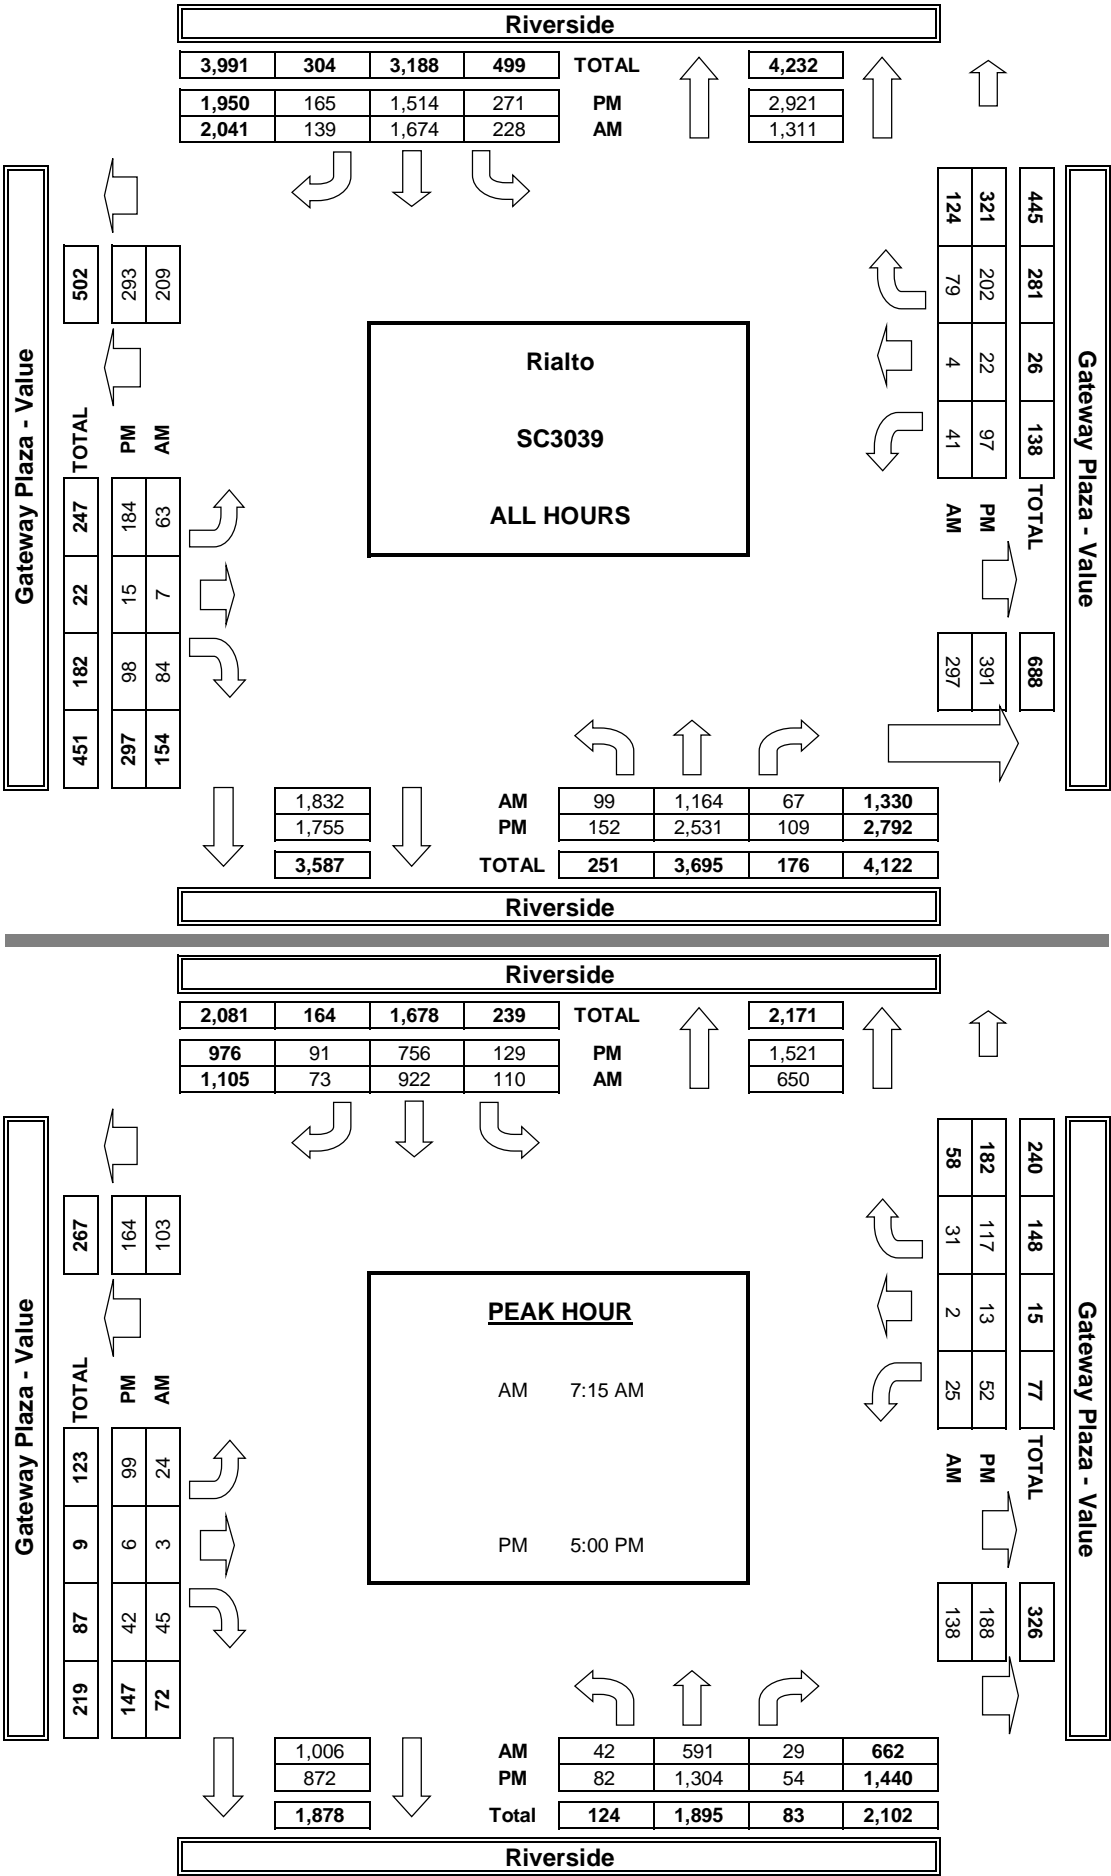 Riverside
3,991 304 3,188 499 TOTAL 4,232
1,950 165 1,514 271 PM 2,921
2,041 139 1,674 228 AM 1,311
Gateway Plaza - Value
502 293 209
TOTAL PM AM
247 184 63
22 15 7
182 98 84
451 297 154
Rialto
SC3039
ALL HOURS
124 321 445
79 202 281
4 22 26
41 97 138
AM PM TOTAL
297 391 688
Gateway Plaza - Value
1,832 AM 99 1,164 67 1,330
1,755 PM 152 2,531 109 2,792
3,587 TOTAL 251 3,695 176 4,122
Riverside
Riverside
2,081 164 1,678 239 TOTAL 2,171
976 91 756 129 PM 1,521
1,105 73 922 110 AM 650
Gateway Plaza - Value
267 164 103
TOTAL PM AM
123 99 24
9 6 3
87 42 45
219 147 72
PEAK HOUR
AM 7:15 AM
PM 5:00 PM
58 182 240
31 117 148
2 13 15
25 52 77
AM PM TOTAL
138 188 326
Gateway Plaza - Value
1,006 AM 42 591 29 662
872 PM 82 1,304 54 1,440
1,878 Total 124 1,895 83 2,102
Riverside